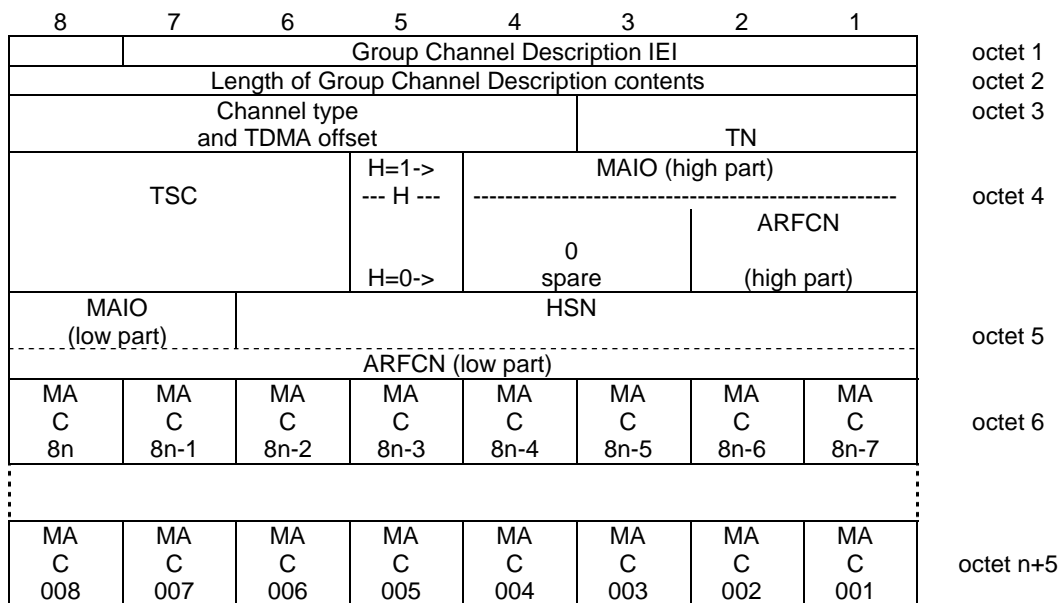 8 7 6 5 4 3 2 1
Group Channel Description IEI octet 1
Length of Group Channel Description contents octet 2
Channel type octet 3
and TDMA offset TN
H=1-> MAIO (high part)
TSC --- H --- ------------------------------------------------------ octet 4
ARFCN
0
H=0-> spare (high part)
MAIO HSN
(low part) octet 5
ARFCN (low part)
MA MA MA MA MA MA MA MA
C C C C C C C C octet 6
8n 8n-1 8n-2 8n-3 8n-4 8n-5 8n-6 8n-7
MA MA MA MA MA MA MA MA
C C C C C C C C octet n+5
008 007 006 005 004 003 002 001